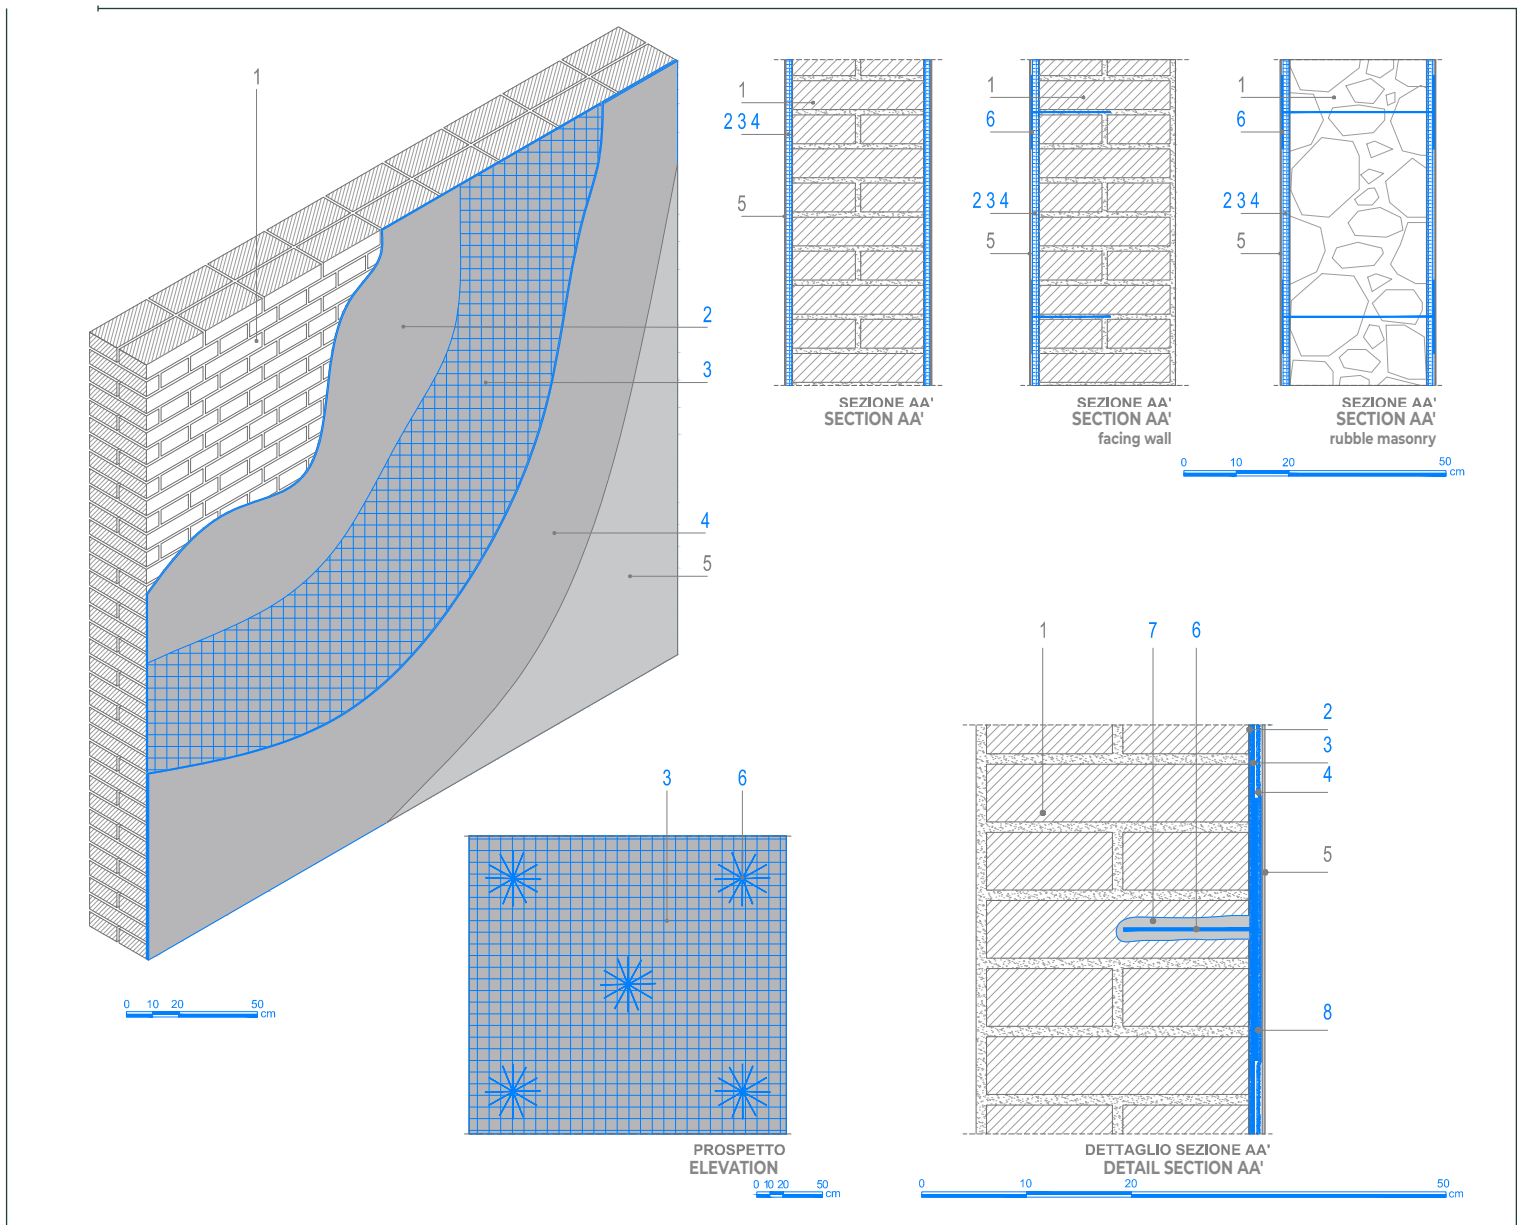 1
2
3
4
5
0 10 20 50
cm
1
2 3 4
5
SEZIONE AA'
SECTION AA'
1
6
2 3 4
5
SEZIONE AA'
SECTION AA'
facing wall
1
6
2 3 4
5
SEZIONE AA'
SECTION AA'
rubble masonry
0 10 20 50
cm
3 6
PROSPETTO
ELEVATION
0 10 20 50
cm
1 7 6
2
3
4
5
8
DETTAGLIO SEZIONE AA'
DETAIL SECTION AA'
0 10 20 50
cm